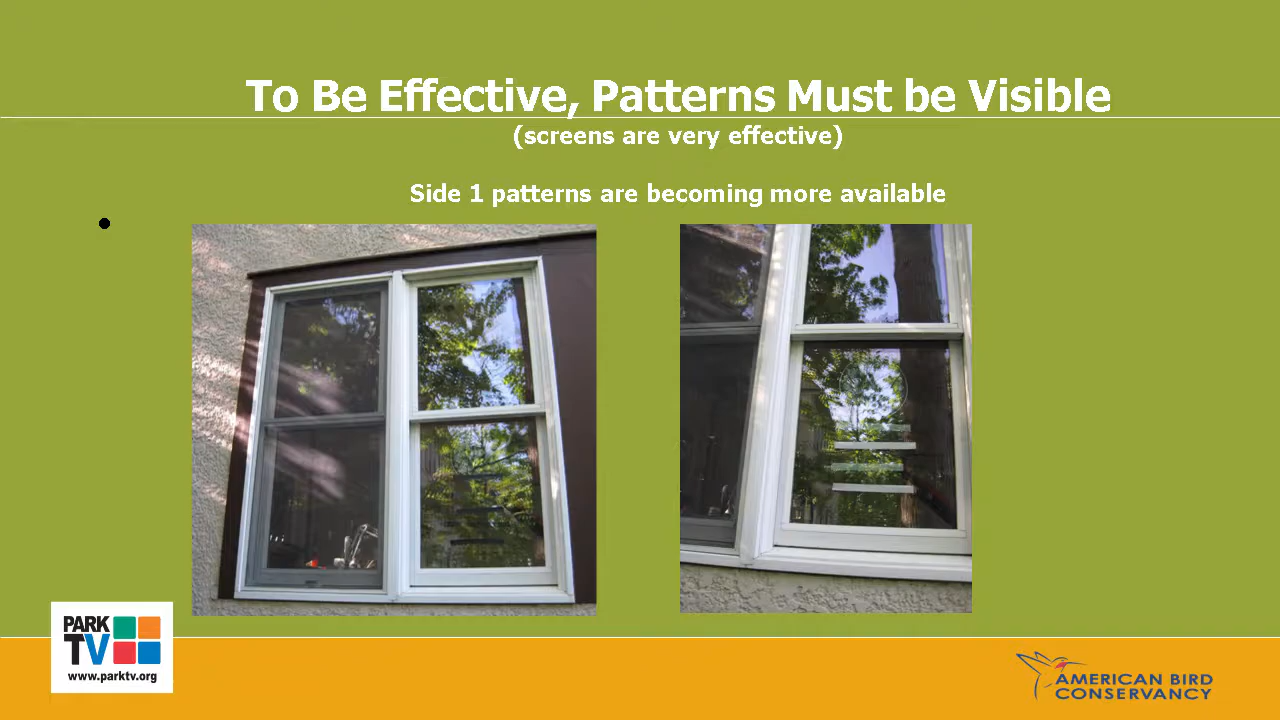 To Be Effective, Patterns Must be Visible
(screens are very effective)
Side 1 patterns are becoming more available
PARK
TV
www.parktv.org
AMERICAN BIRD
CONSERVANCY